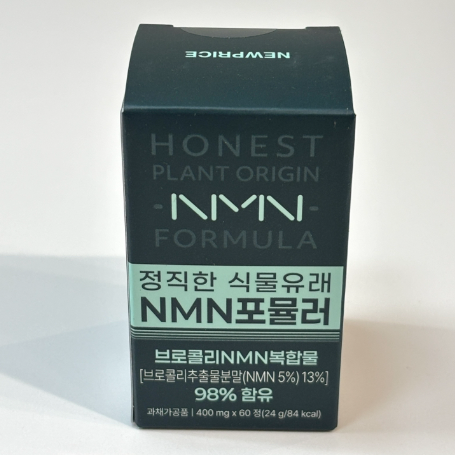 NEWPRICE
HONEST
PLANT ORIGIN
-NMN-
FORMULA
정직한 식물유래
NMN포뮬러
브로콜리NMN복합물
[브로콜리추출물분말(NMN 5%) 13%]
98% 함유
과채가공품 | 400 mg x 60 정(24 g/84 kcal)